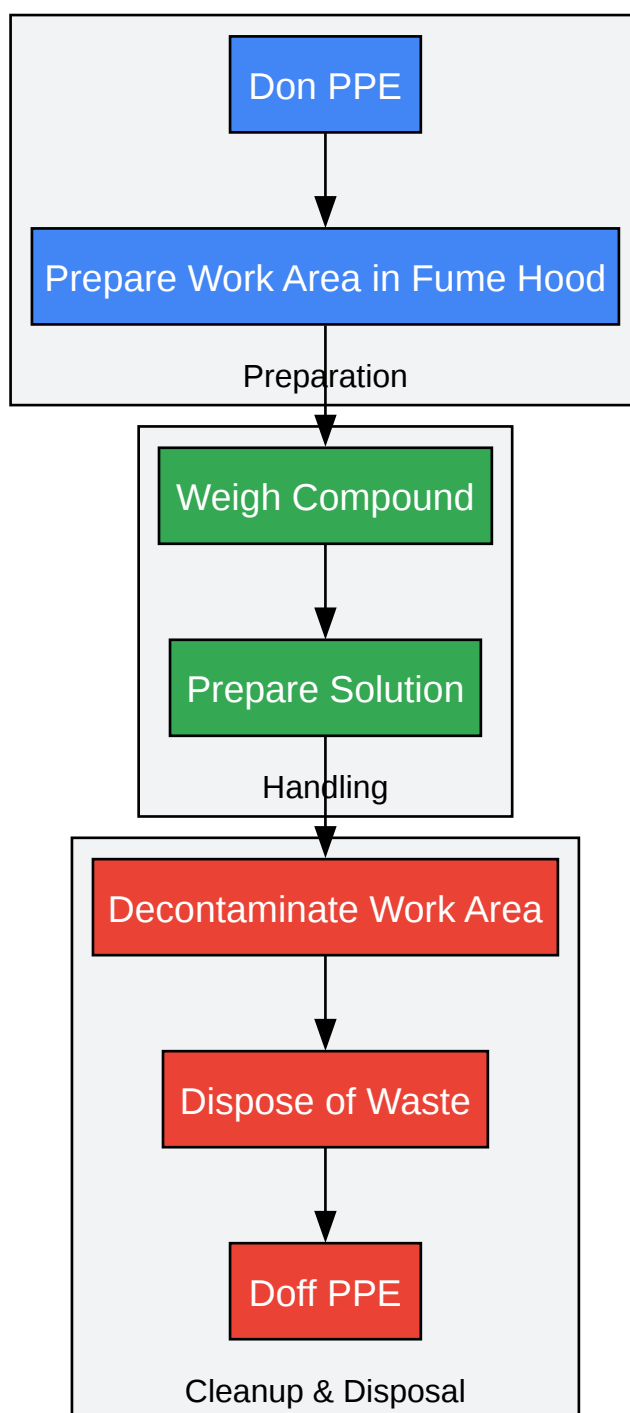 Don PPE
Prepare Work Area in Fume Hood
Preparation
Weigh Compound
Prepare Solution
Handling
Decontaminate Work Area
Dispose of Waste
Doff PPE
Cleanup & Disposal